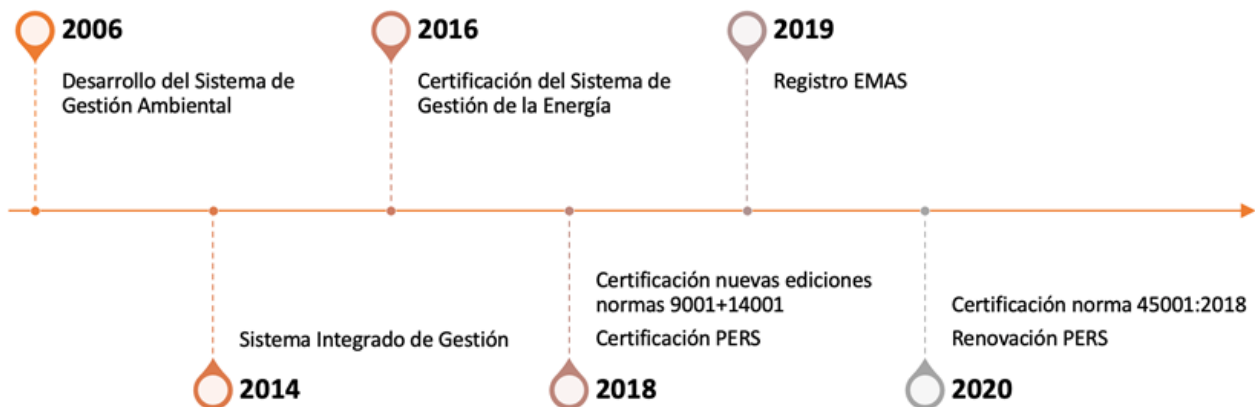 2006
Desarrollo del Sistema de
Gestión Ambiental
2016
Certificación del Sistema de
Gestión de la Energía
2019
Registro EMAS
Sistema Integrado de Gestión
2014
Certificación nuevas ediciones
normas 9001+14001
Certificación PERS
2018
Certificación norma 45001:2018
Renovación PERS
2020